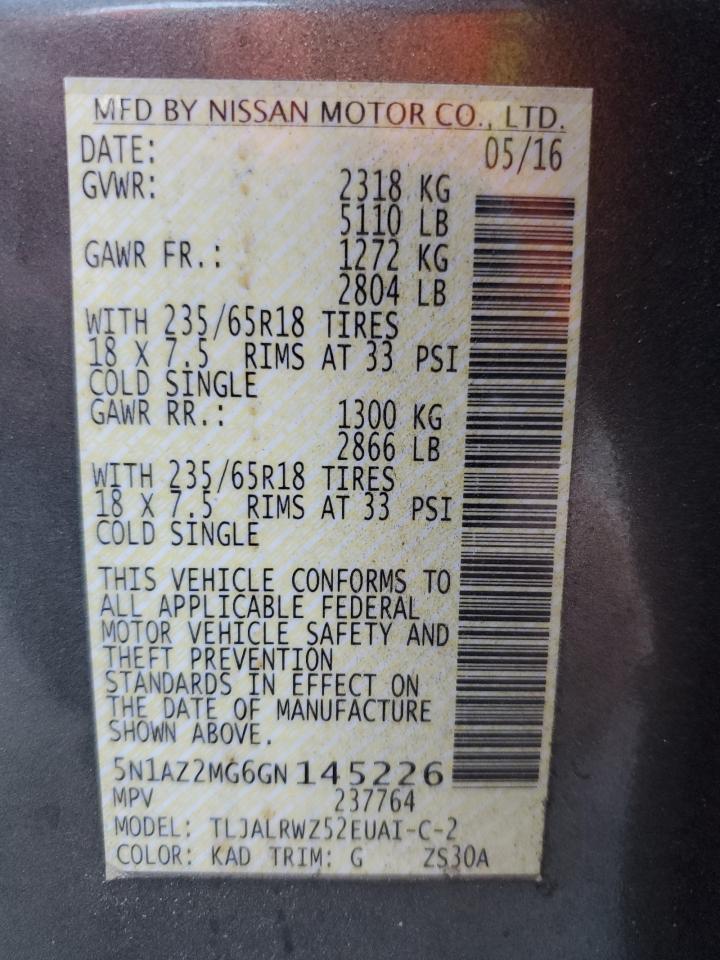 MFD BY NISSAN MOTOR CO., LTD.
DATE: 05/16
GVWR: 2318 KG
5110 LB
GAWR FR.: 1272 KG
2804 LB
WITH 235/65R18 TIRES
18 X 7.5 RIMS AT 33 PSI
COLD SINGLE
GAWR RR.: 1300 KG
2866 LB
WITH 235/65R18 TIRES
18 X 7.5 RIMS AT 33 PSI
COLD SINGLE
THIS VEHICLE CONFORMS TO
ALL APPLICABLE FEDERAL
MOTOR VEHICLE SAFETY AND
THEFT PREVENTION
STANDARDS IN EFFECT ON
THE DATE OF MANUFACTURE
SHOWN ABOVE.
5N1AZ2MG6GN145226
MPV 237764
MODEL: TLJALRWZ52EUAI-C-2
COLOR: KAD TRIM: G ZS30A